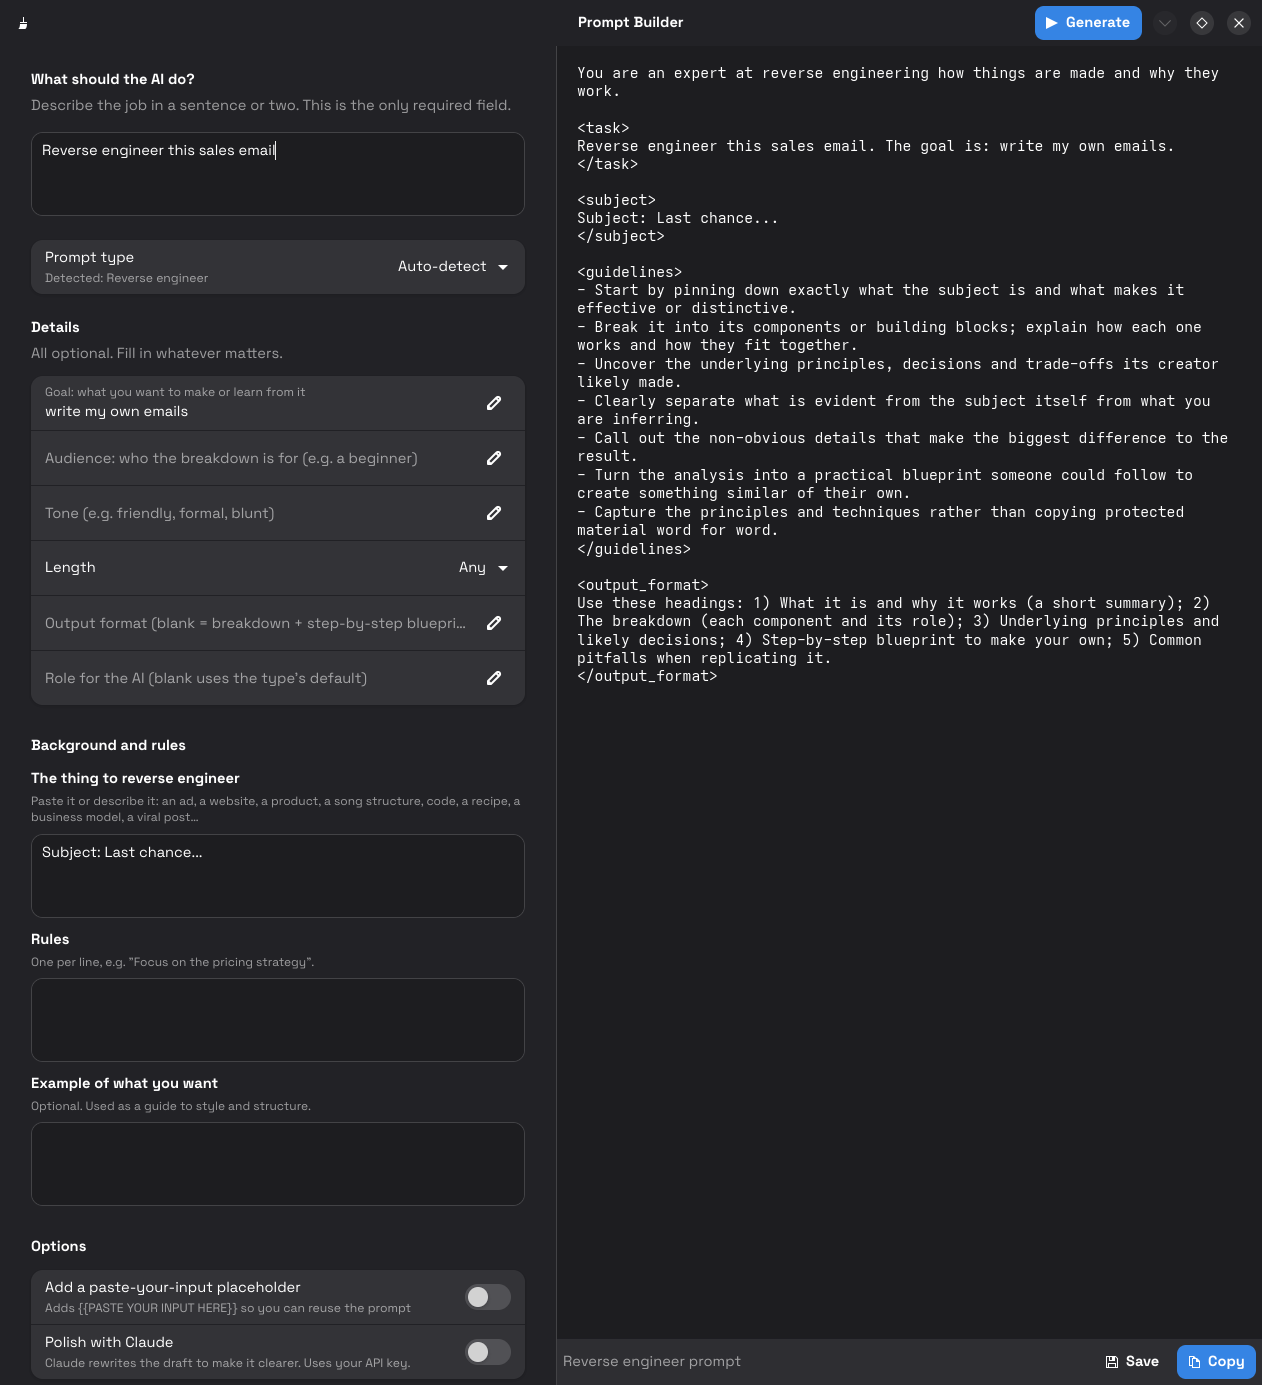 Prompt Builder
Generate
What should the AI do?
Describe the job in a sentence or two. This is the only required field.
Reverse engineer this sales email
Prompt type
Detected: Reverse engineer
Auto-detect
Details
All optional. Fill in whatever matters.
Goal: what you want to make or learn from it
write my own emails
Audience: who the breakdown is for (e.g. a beginner)
Tone (e.g. friendly, formal, blunt)
Length
Any
Output format (blank = breakdown + step-by-step bluepri...
Role for the AI (blank uses the type's default)
Background and rules
The thing to reverse engineer
Paste it or describe it: an ad, a website, a product, a song structure, code, a recipe, a
business model, a viral post...
Subject: Last chance...
Rules
One per line, e.g. "Focus on the pricing strategy".
Example of what you want
Optional. Used as a guide to style and structure.
Options
Add a paste-your-input placeholder
Adds {{PASTE YOUR INPUT HERE}} so you can reuse the prompt
Polish with Claude
Claude rewrites the draft to make it clearer. Uses your API key.
You are an expert at reverse engineering how things are made and why they
work.
<task>
Reverse engineer this sales email. The goal is: write my own emails.
</task>
<subject>
Subject: Last chance...
</subject>
<guidelines>
- Start by pinning down exactly what the subject is and what makes it
effective or distinctive.
- Break it into its components or building blocks; explain how each one
works and how they fit together.
- Uncover the underlying principles, decisions and trade-offs its creator
likely made.
- Clearly separate what is evident from the subject itself from what you
are inferring.
- Call out the non-obvious details that make the biggest difference to the
result.
- Turn the analysis into a practical blueprint someone could follow to
create something similar of their own.
- Capture the principles and techniques rather than copying protected
material word for word.
</guidelines>
<output_format>
Use these headings: 1) What it is and why it works (a short summary); 2)
The breakdown (each component and its role); 3) Underlying principles and
likely decisions; 4) Step-by-step blueprint to make your own; 5) Common
pitfalls when replicating it.
</output_format>
Reverse engineer prompt
Save
Copy